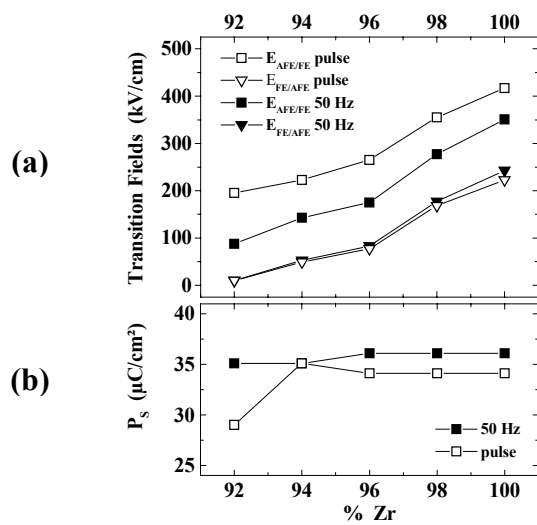 92 94 96 98 100
(a)
500
400
300
200
100
0
Transition Fields (kV/cm)
E_AFE/FE pulse
E_FE/AFE pulse
E_AFE/FE 50 Hz
E_FE/AFE 50 Hz
(b)
40
35
30
25
P_S (µC/cm²)
50 Hz
pulse
92 94 96 98 100
% Zr